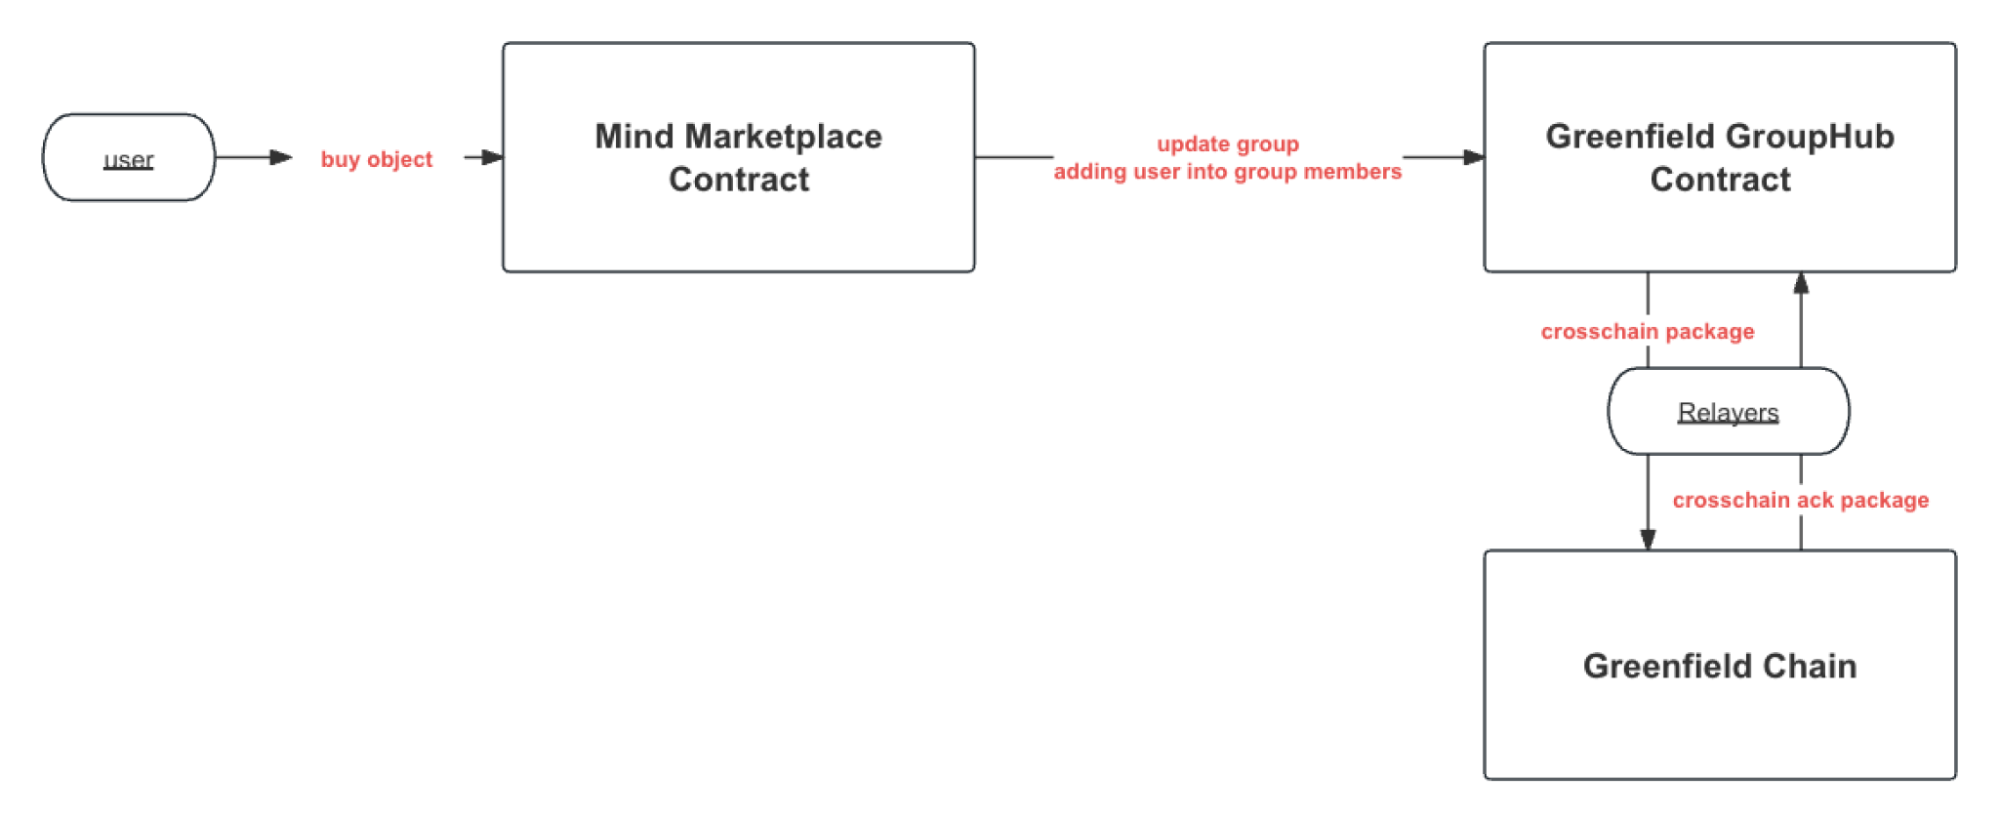 user
buy object
Mind Marketplace
Contract
update group
adding user into group members
Greenfield GroupHub
Contract
crosschain package
Relayers
crosschain ack package
Greenfield Chain